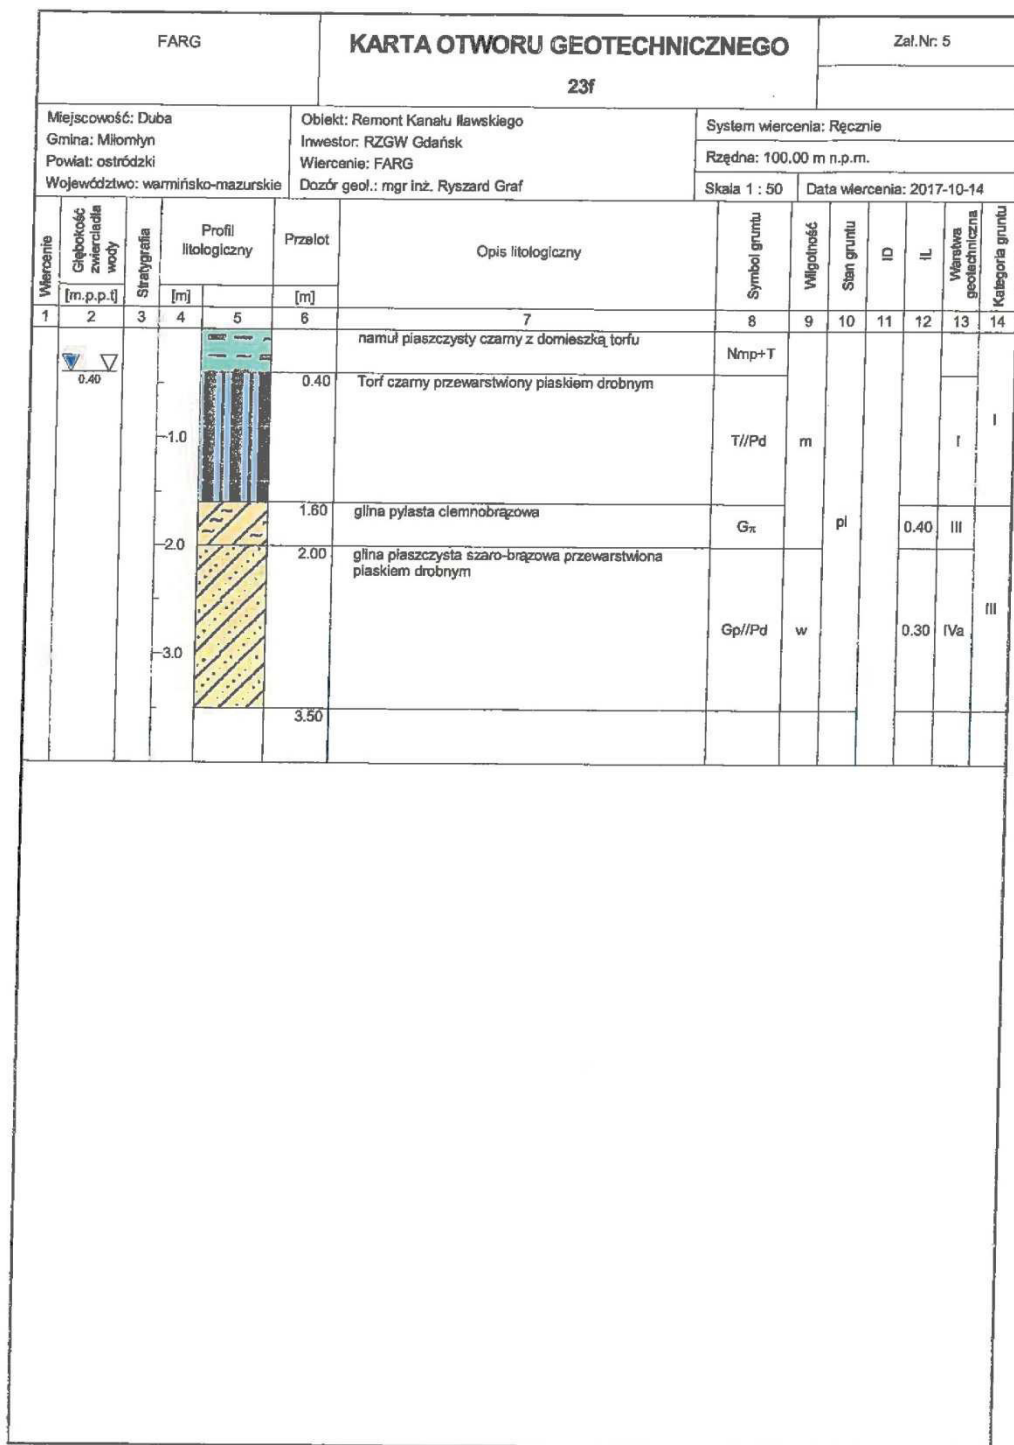 FARG
KARTA OTWORU GEOTECHNICZNEGO
23f
Zał.Nr: 5
Miejscowość: Duba
Gmina: Miłomłyn
Powiat: ostródzki
Województwo: warmińsko-mazurskie
Obiekt: Remont Kanału Iławskiego
Inwestor: RZGW Gdańsk
Wiercenie: FARG
Dozór geol.: mgr inż. Ryszard Graf
System wiercenia: Ręcznie
Rzędna: 100.00 m n.p.m.
Skala 1 : 50 Data wiercenia: 2017-10-14
Wiercenie
Głębokość zwierciadła wody
[m.p.p.t]
Stratygrafia
Profil litologiczny
[m]
Przelot
[m]
Opis litologiczny
Symbol gruntu
Wilgotność
Stan gruntu
ID
IL
Warstwa geotechniczna
Kategoria gruntu
1 2 3 4 5 6 7 8 9 10 11 12 13 14
namuł piaszczysty czarny z domieszką torfu
Nmp+T
0.40
0.40 Torf czarny przewarstwiony piaskiem drobnym
1.0
T//Pd m I I
1.60 glina pylasta ciemnobrązowa
Gπ pl 0.40 III
2.0
2.00 glina piaszczysta szaro-brązowa przewarstwiona
piaskiem drobnym
Gp//Pd w 0.30 IVa III
3.0
3.50